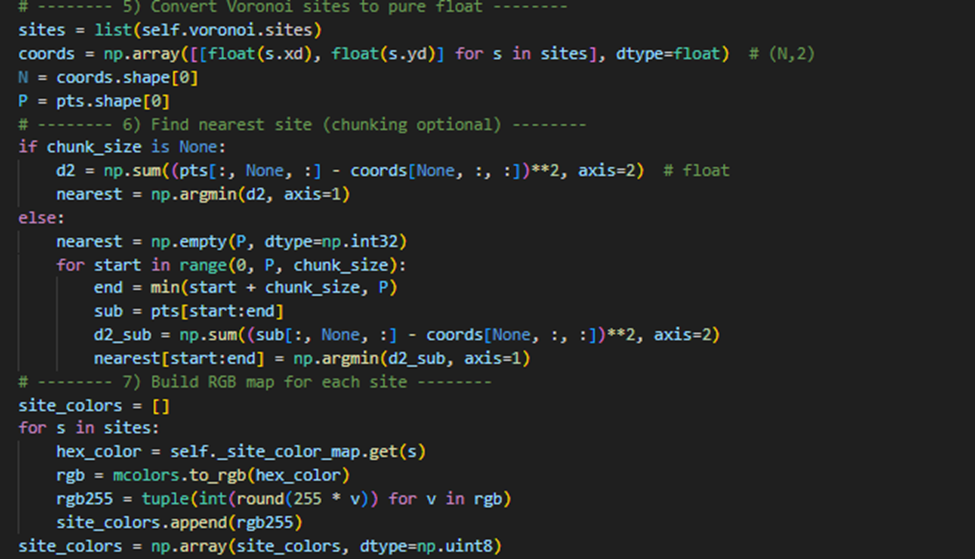 # -------- 5) Convert Voronoi sites to pure float --------
sites = list(self.voronoi.sites)
coords = np.array([[float(s.xd), float(s.yd)] for s in sites], dtype=float)  # (N,2)
N = coords.shape[0]
P = pts.shape[0]
# -------- 6) Find nearest site (chunking optional) --------
if chunk_size is None:
    d2 = np.sum((pts[:, None, :] - coords[None, :, :])**2, axis=2)  # float
    nearest = np.argmin(d2, axis=1)
else:
    nearest = np.empty(P, dtype=np.int32)
    for start in range(0, P, chunk_size):
        end = min(start + chunk_size, P)
        sub = pts[start:end]
        d2_sub = np.sum((sub[:, None, :] - coords[None, :, :])**2, axis=2)
        nearest[start:end] = np.argmin(d2_sub, axis=1)
# -------- 7) Build RGB map for each site --------
site_colors = []
for s in sites:
    hex_color = self._site_color_map.get(s)
    rgb = mcolors.to_rgb(hex_color)
    rgb255 = tuple(int(round(255 * v)) for v in rgb)
    site_colors.append(rgb255)
site_colors = np.array(site_colors, dtype=np.uint8)